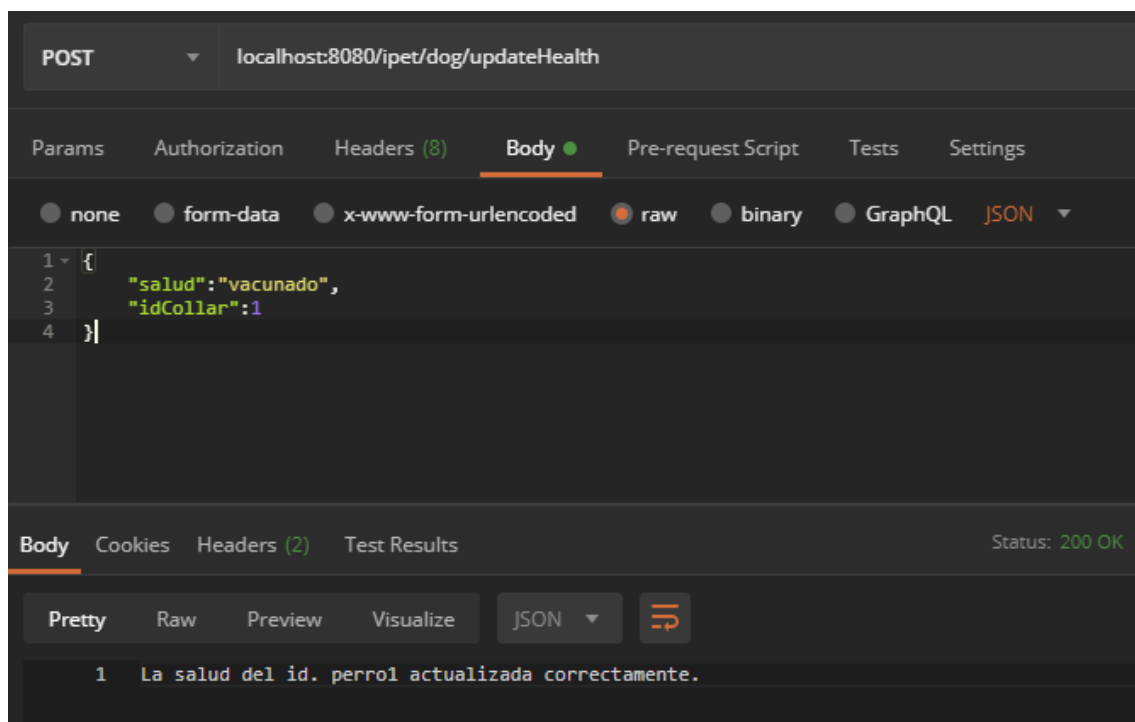 POST localhost:8080/ipet/dog/updateHealth
Params Authorization Headers (8) Body Pre-request Script Tests Settings
none form-data x-www-form-urlencoded raw binary GraphQL JSON
1 {
2 "salud":"vacunado",
3 "idCollar":1
4 }
Body Cookies Headers (2) Test Results Status: 200 OK
Pretty Raw Preview Visualize JSON
1 La salud del id. perro1 actualizada correctamente.